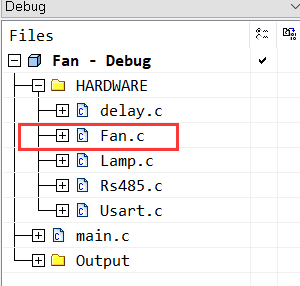 Debug
Files
Fan - Debug
HARDWARE
delay.c
Fan.c
Lamp.c
Rs485.c
Usart.c
main.c
Output